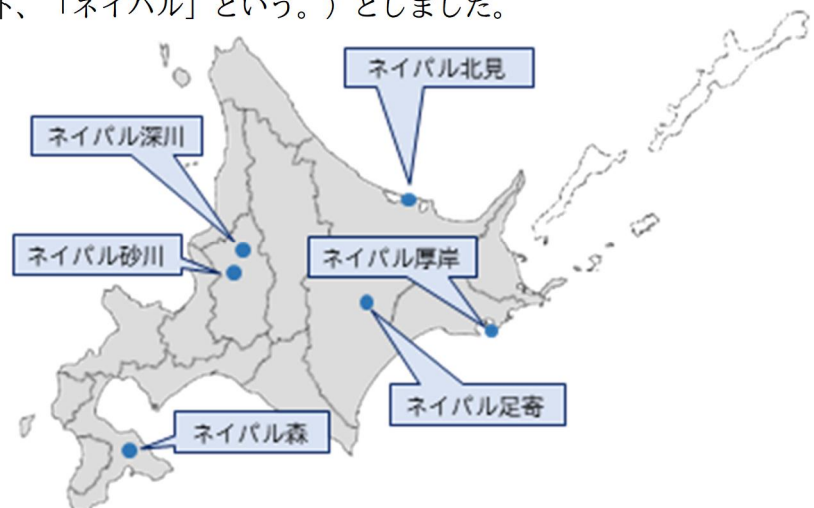 、「ネイパル」という。）としました。
ネイパル北見
ネイパル深川
ネイパル砂川
ネイパル厚岸
ネイパル足寄
ネイパル森